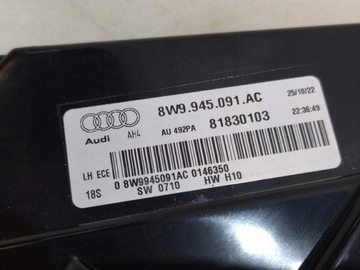 8W9.945.091.AC 25/10/22
Audi AH4 AU 492PA 81830103 22:36:49
LH ECE
0 8W9945091AC 0146350
18S SW 0710 HW H10